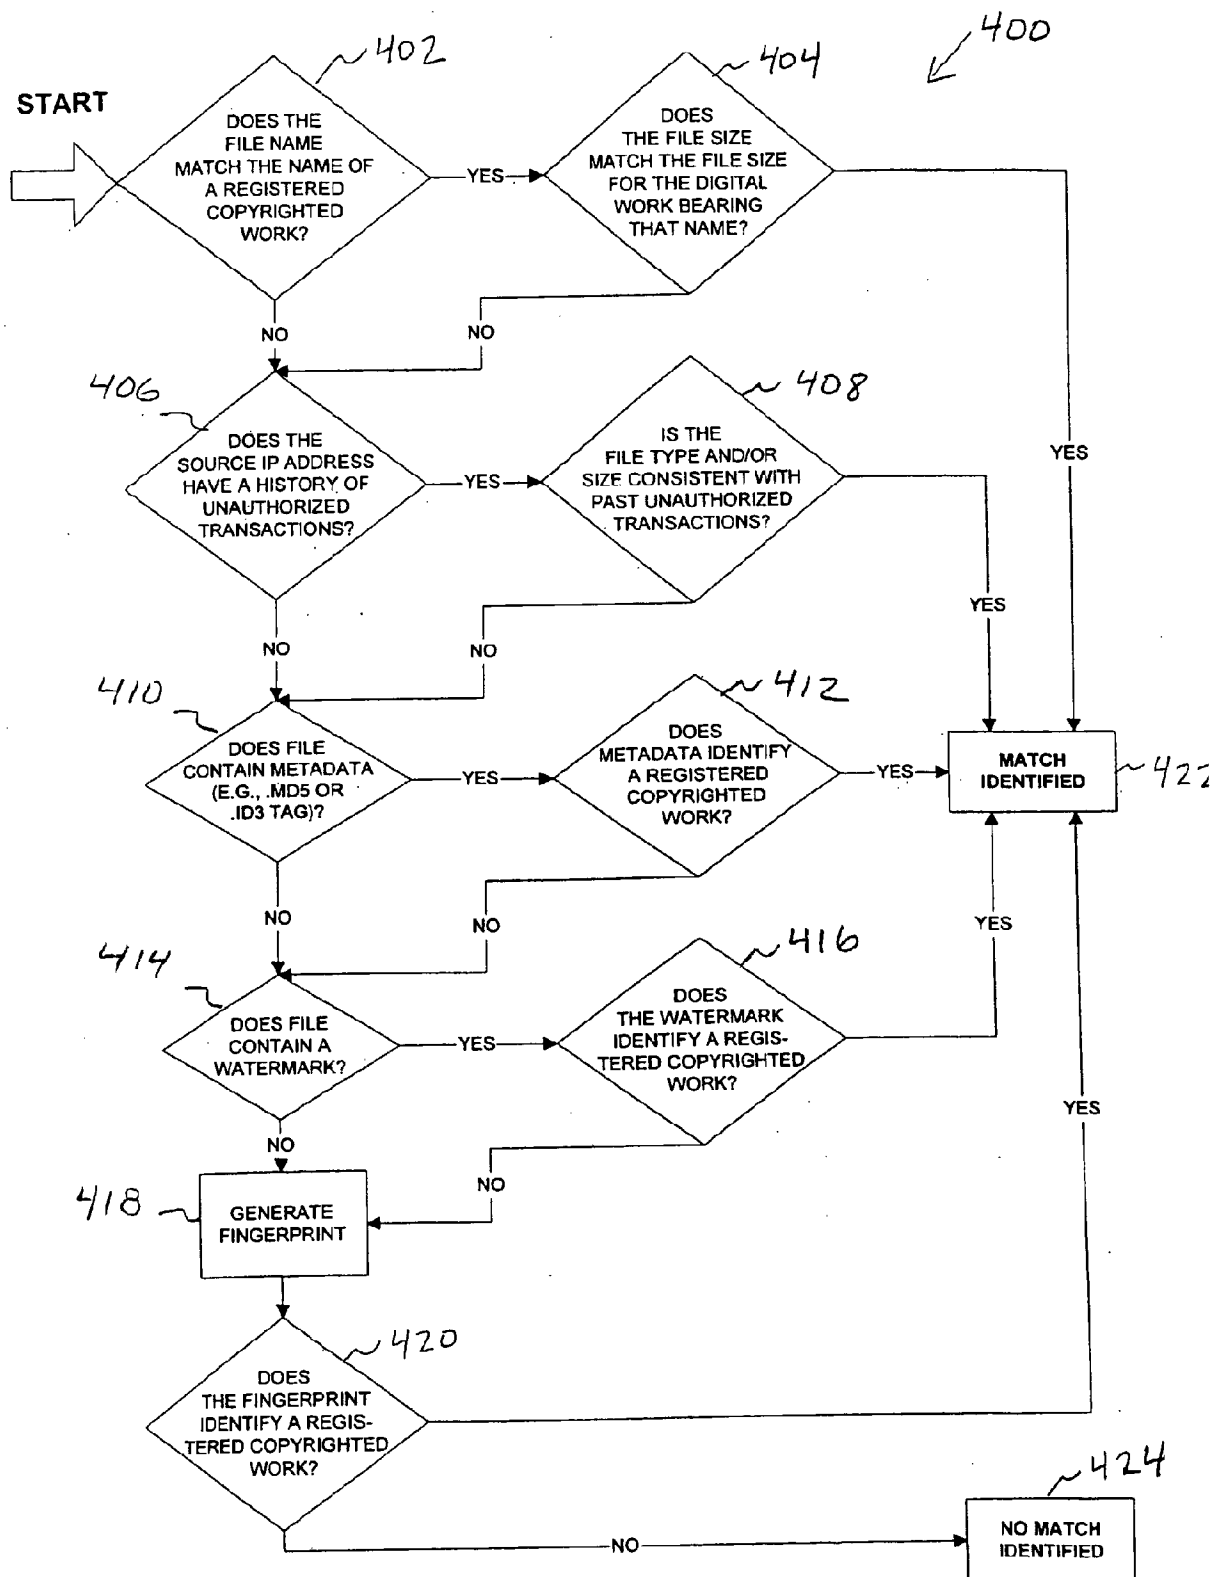 400
402
404
START
DOES THE
FILE NAME
MATCH THE NAME OF
A REGISTERED
COPYRIGHTED
WORK?
YES
DOES
THE FILE SIZE
MATCH THE FILE SIZE
FOR THE DIGITAL
WORK BEARING
THAT NAME?
NO
NO
YES
406
408
DOES THE
SOURCE IP ADDRESS
HAVE A HISTORY OF
UNAUTHORIZED
TRANSACTIONS?
YES
IS THE
FILE TYPE AND/OR
SIZE CONSISTENT WITH
PAST UNAUTHORIZED
TRANSACTIONS?
YES
NO
NO
410
412
DOES FILE
CONTAIN METADATA
(E.G., .MD5 OR
.ID3 TAG)?
YES
DOES
METADATA IDENTIFY
A REGISTERED
COPYRIGHTED
WORK?
YES
MATCH
IDENTIFIED
422
NO
NO
YES
414
416
DOES FILE
CONTAIN A
WATERMARK?
YES
DOES
THE WATERMARK
IDENTIFY A REGIS-
TERED COPYRIGHTED
WORK?
YES
NO
NO
418
GENERATE
FINGERPRINT
420
DOES
THE FINGERPRINT
IDENTIFY A REGIS-
TERED COPYRIGHTED
WORK?
424
NO
NO MATCH
IDENTIFIED